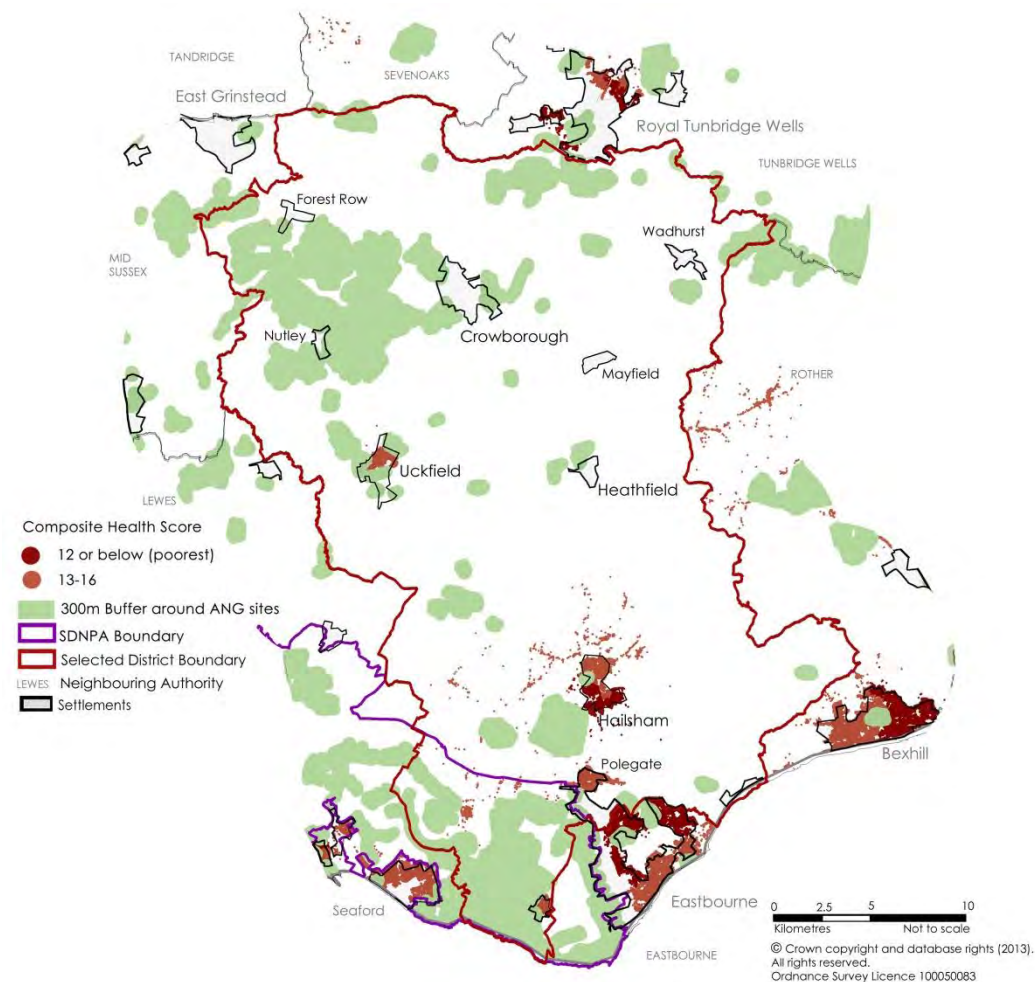 TANDRIDGE
SEVENOAKS
East Grinstead
Royal Tunbridge Wells
TUNBRIDGE WELLS
Forest Row
Wadhurst
MID
SUSSEX
Nutley
Crowborough
Mayfield
ROTHER
Uckfield
Heathfield
LEWES
Composite Health Score
12 or below (poorest)
13-16
300m Buffer around ANG sites
SDNPA Boundary
Selected District Boundary
LEWES Neighbouring Authority
Settlements
Hailsham
Polegate
Bexhill
Seaford
Eastbourne
EASTBOURNE
0 2.5 5 10
Kilometres Not to scale
© Crown copyright and database rights (2013).
All rights reserved.
Ordnance Survey Licence 100050083